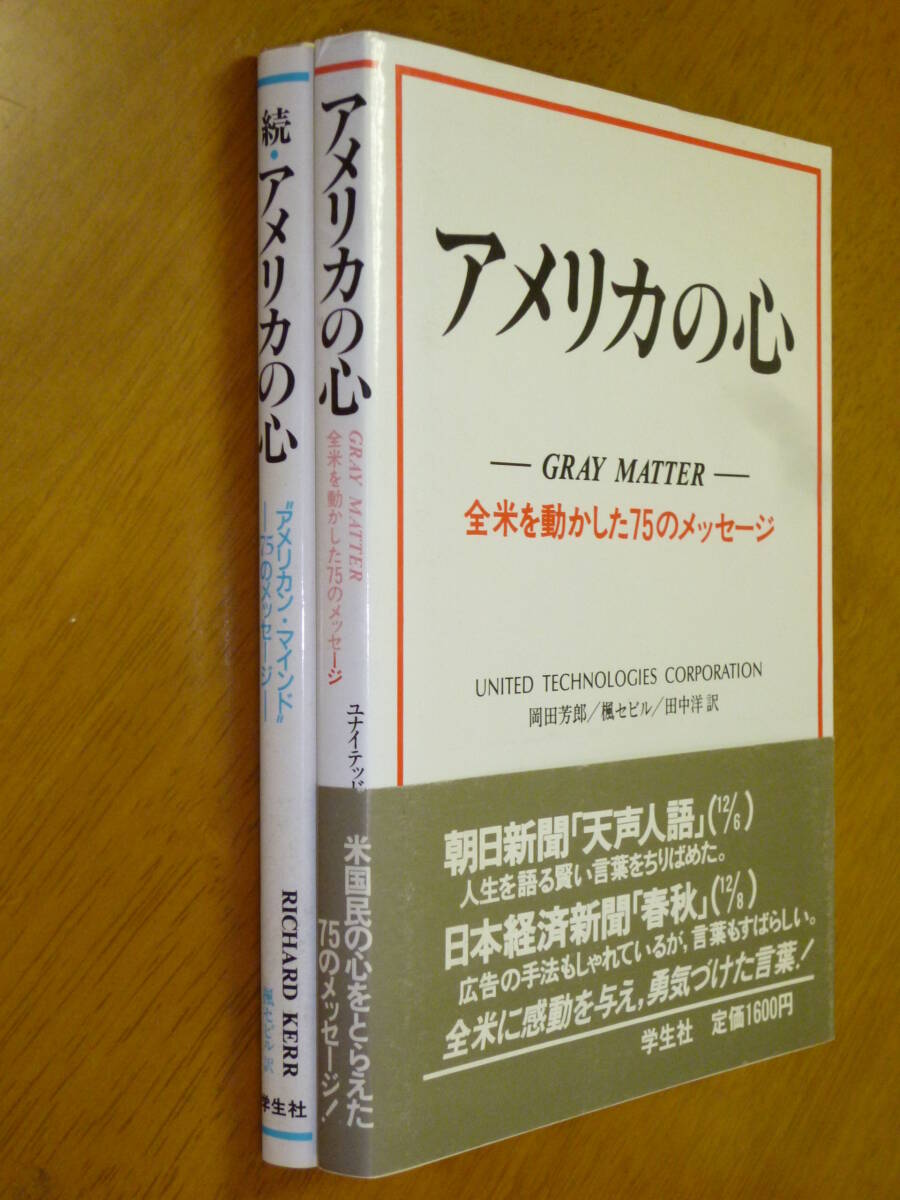 続・アメリカの心
"アメリカン・マインド"
―75のメッセージ―
RICHARD KERR
楓セビル 訳
学生社
アメリカの心
GRAY MATTER
全米を動かした75のメッセージ
ユナイテッド
米国民の心をとらえた
75のメッセージ!
アメリカの心
― GRAY MATTER ―
全米を動かした75のメッセージ
UNITED TECHNOLOGIES CORPORATION
岡田芳郎/楓セビル/田中洋 訳
朝日新聞「天声人語」(12/6)
人生を語る賢い言葉をちりばめた。
日本経済新聞「春秋」(12/8)
広告の手法もしゃれているが,言葉もすばらしい。
全米に感動を与え,勇気づけた言葉!
学生社 定価1600円